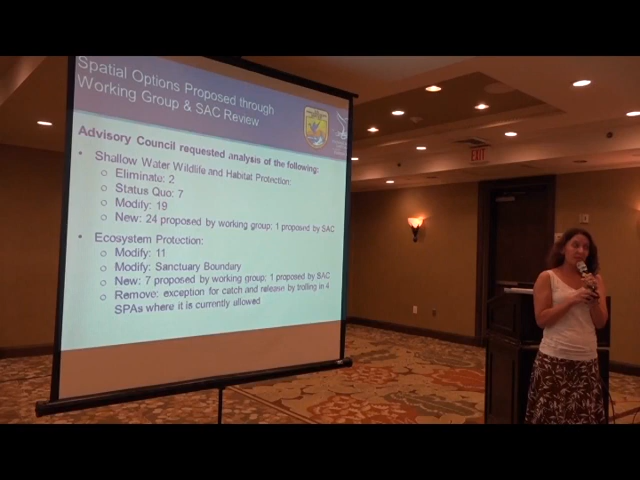 Spatial Options Proposed through
Working Group & SAC Review
Advisory Council requested analysis of the following:
• Shallow Water Wildlife and Habitat Protection:
o Eliminate: 2
o Status Quo: 7
o Modify: 19
o New: 24 proposed by working group: 1 proposed by SAC
• Ecosystem Protection:
o Modify: 11
o Modify: Sanctuary Boundary
o New: 7 proposed by working group: 1 proposed by SAC
o Remove: exception for catch and release by trolling in 4
SPAs where it is currently allowed
EXIT